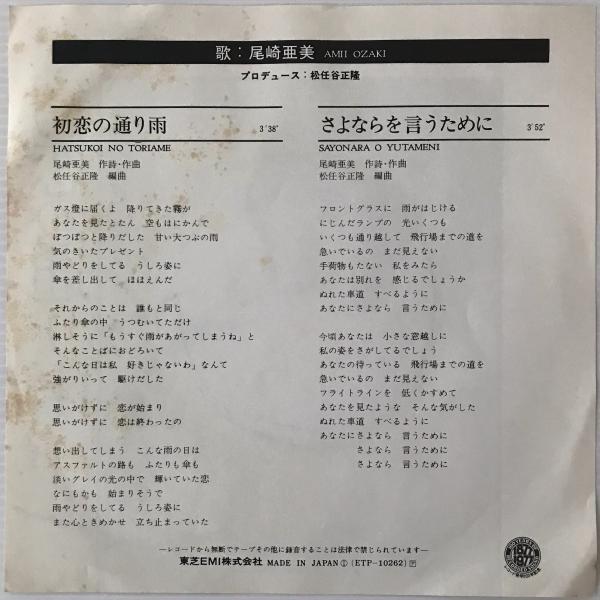 歌：尾崎亜美 AMII OZAKI
プロデュース：松任谷正隆
初恋の通り雨 3'38"
HATSUKOI NO TORIAME
尾崎亜美 作詩・作曲
松任谷正隆 編曲
ガス燈に届くよ 降りてきた霧が
あなたを見たとたん 空もはにかんで
ぽつぽつと降りだした 甘い大つぶの雨
気のきいたプレゼント
雨やどりをしてる うしろ姿に
傘を差し出して ほほえんだ
それからのことは 誰もと同じ
ふたり傘の中 うつむいてただけ
淋しそうに「もうすぐ雨があがってしまうね」と
そんなことばにおどろいて
「こんな日は私 好きじゃないわ」なんて
強がりいって 駆けだした
思いがけずに 恋が始まり
思いがけずに 恋は終わったの
想い出してしまう こんな雨の日は
アスファルトの路も ふたりも傘も
淡いグレイの光の中で 輝いていた恋
なにもかも 始まりそうで
雨やどりをしてる うしろ姿に
また心ときめかせ 立ち止まっていた
さよならを言うために 3'52"
SAYONARA O YUTAMENI
尾崎亜美 作詩・作曲
松任谷正隆 編曲
フロントグラスに 雨がはじける
にじんだランプの 光いくつも
いくつも通り越して 飛行場までの道を
急いでいるの まだ見えない
手荷物もたない 私をみたら
あなたは別れを 感じるでしょうか
ぬれた車道 すべるように
あなたにさよなら 言うために
今頃あなたは 小さな窓越しに
私の姿をさがしてるでしょう
あなたの待っている 飛行場までの道を
急いでいるの まだ見えない
フライトラインを 低くかすめて
あなたを見たような そんな気がした
ぬれた車道 すべるように
あなたにさよなら 言うために
さよなら 言うために
さよなら 言うために
―レコードから無断でテープその他に録音することは法律で禁じられています―
東芝EMI株式会社 MADE IN JAPAN Ⓘ (ETP-10262) Ⓟ
1877 1977